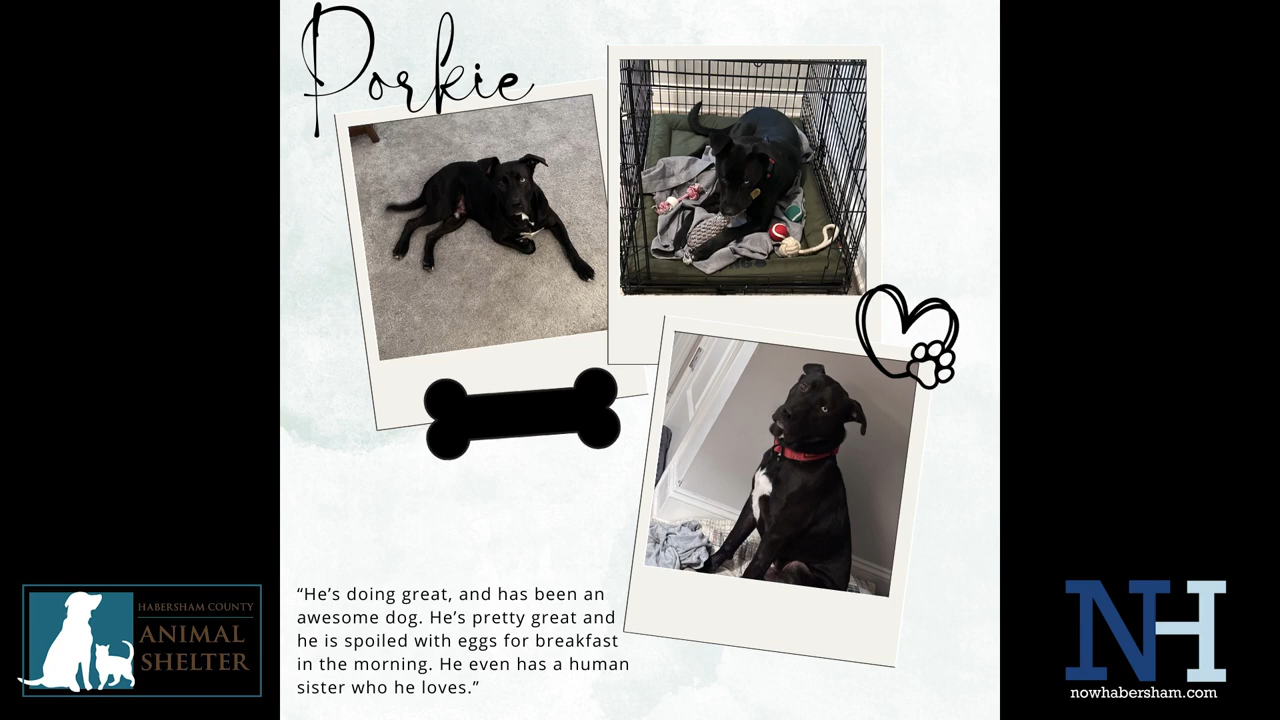 Porkie
“He’s doing great, and has been an
awesome dog. He’s pretty great and
he is spoiled with eggs for breakfast
in the morning. He even has a human
sister who he loves.”
HABERSHAM COUNTY
ANIMAL
SHELTER
NH
nowhabersham.com